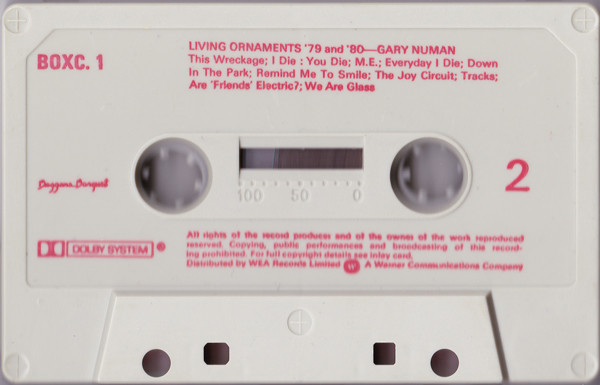 LIVING ORNAMENTS '79 and '80—GARY NUMAN
BOXC. 1
This Wreckage; I Die : You Die; M.E.; Everyday I Die; Down
In The Park; Remind Me To Smile; The Joy Circuit; Tracks;
Are 'Friends' Electric?; We Are Glass
100 50 0
2
Beggars Banquet
DOLBY SYSTEM ®
All rights of the record producer and of the owner of the work reproduced
reserved. Copying, public performances and broadcasting of this record-
ing prohibited. For full copyright details see inlay card.
Distributed by WEA Records Limited W A Warner Communications Company